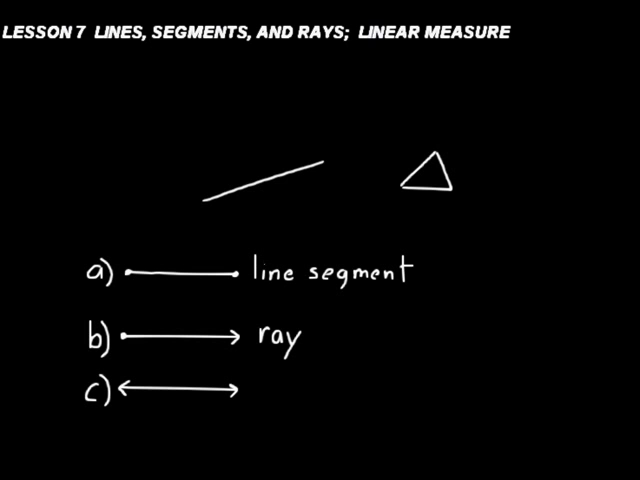 LESSON 7 LINES, SEGMENTS, AND RAYS; LINEAR MEASURE
a) line segment
b) ray
c)